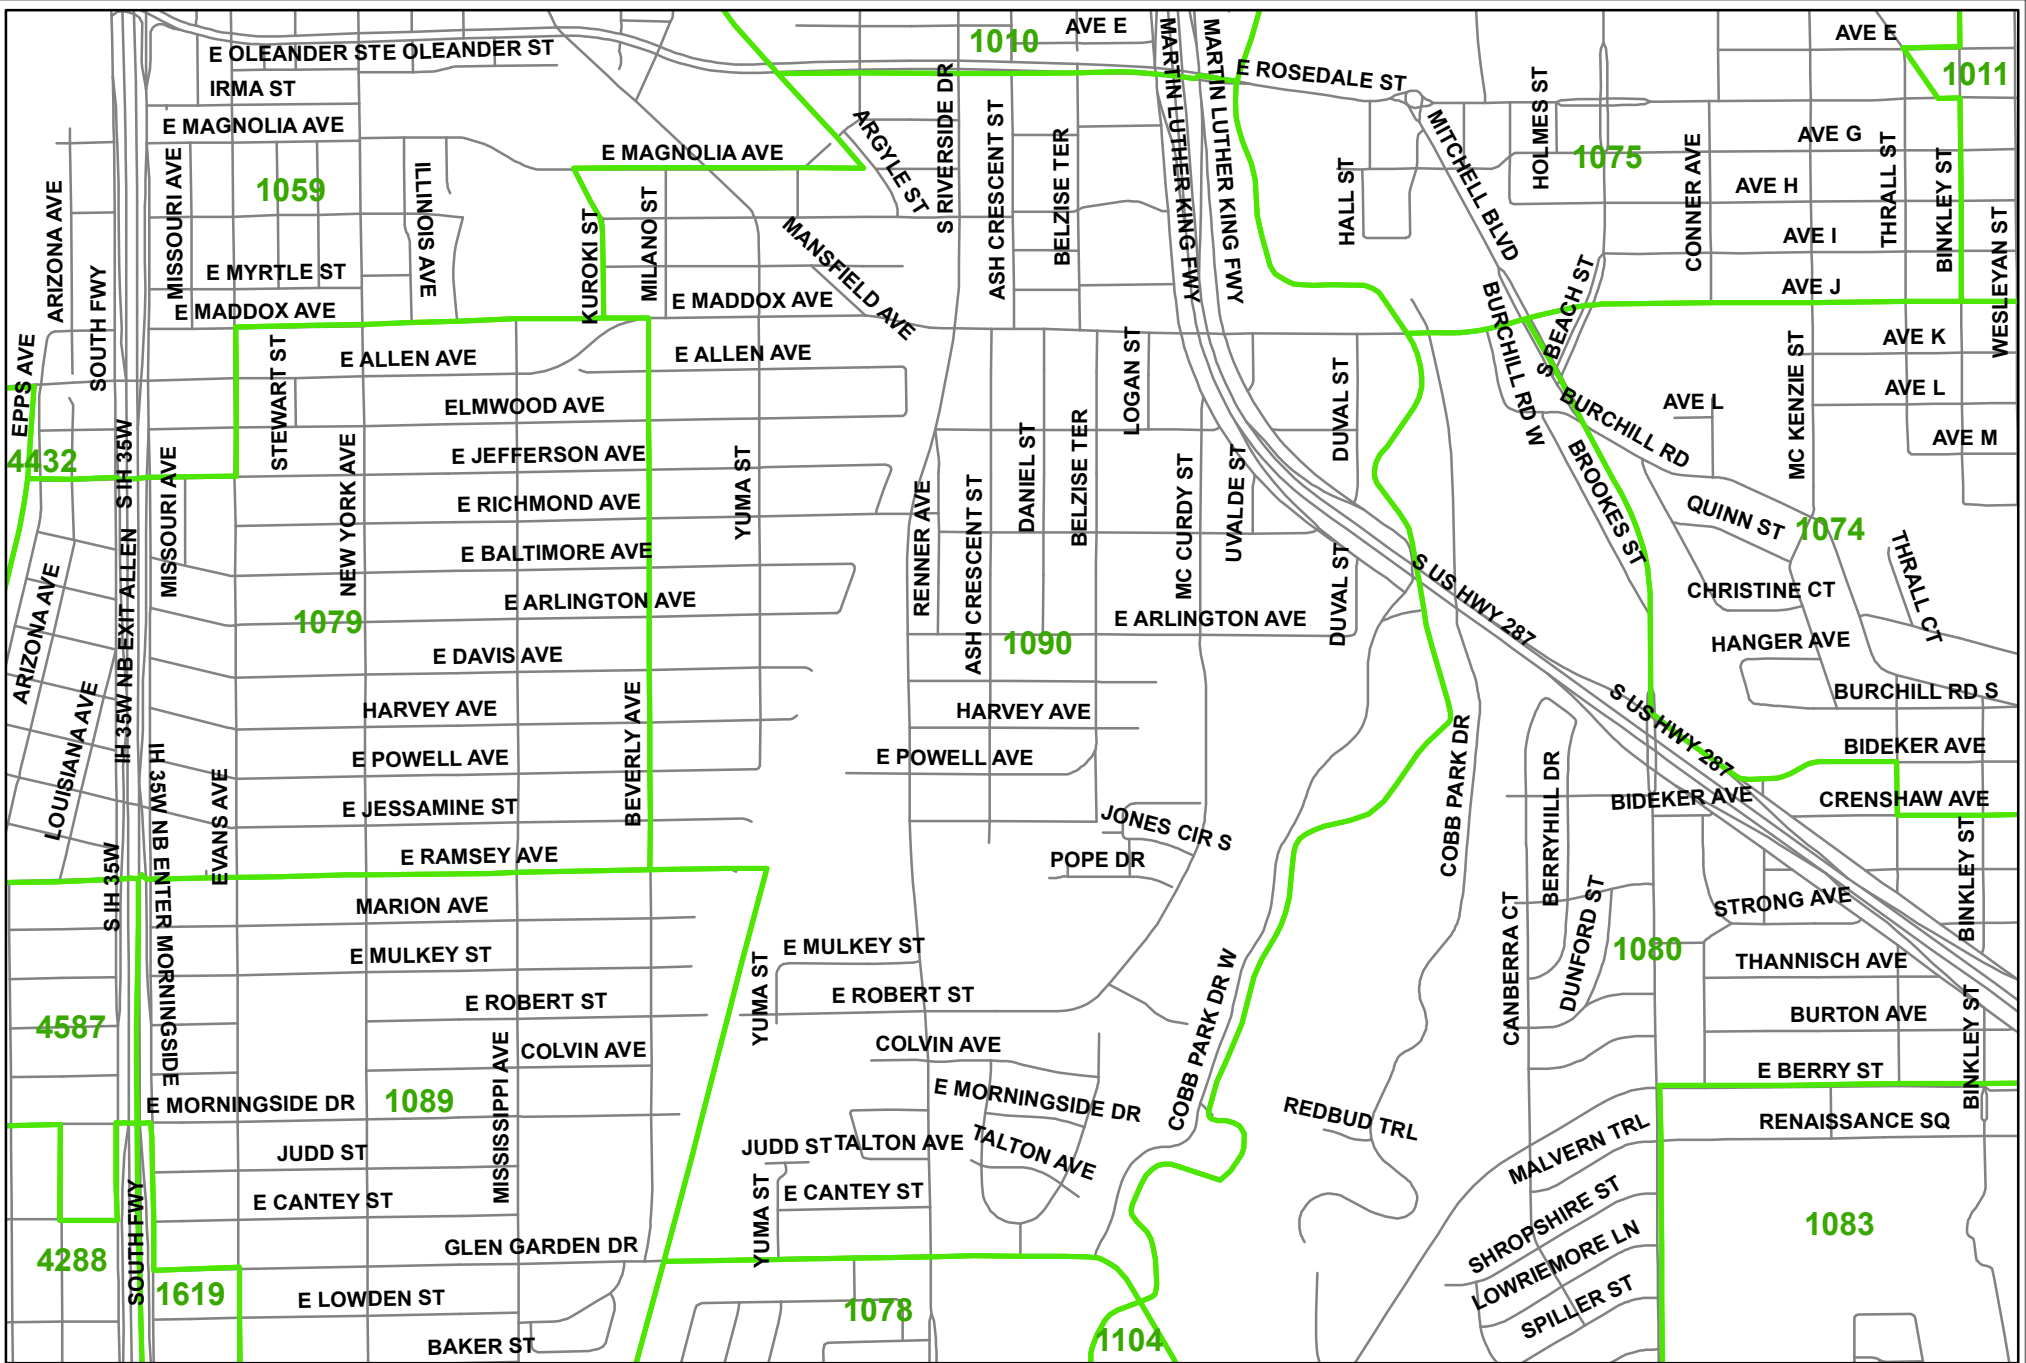 AVE E
1010
MARTIN LUTHER KING FWY
MARTIN LUTHER KING FWY
AVE E
E OLEANDER ST
E OLEANDER ST
E ROSEDALE ST
1011
IRMA ST
E MAGNOLIA AVE
E MAGNOLIA AVE
ARGYLE ST
S RIVERSIDE DR
ASH CRESCENT ST
BELZISE TER
MITCHELL BLVD
HOLMES ST
1075
CONNER AVE
AVE G
THRALL ST
BINKLEY ST
AVE H
HALL ST
1059
ARIZONA AVE
MISSOURI AVE
ILLINOIS AVE
KUROKI ST
MILANO ST
MANSFIELD AVE
AVE I
WESLEYAN ST
SOUTH FWY
E MYRTLE ST
E MADDOX AVE
E MADDOX AVE
BURCHILL RD W
S BEACH ST
AVE J
EPPS AVE
STEWART ST
E ALLEN AVE
E ALLEN AVE
LOGAN ST
DUVAL ST
MC KENZIE ST
AVE K
ELMWOOD AVE
AVE L
AVE L
BURCHILL RD
4432
S IH 35W
MISSOURI AVE
NEW YORK AVE
E JEFFERSON AVE
YUMA ST
DANIEL ST
BELZISE TER
BROOKES ST
AVE M
E RICHMOND AVE
RENNER AVE
ASH CRESCENT ST
MC CURDY ST
UVALDE ST
QUINN ST
1074
IH 35W NB EXIT ALLEN
E BALTIMORE AVE
DUVAL ST
S US HWY 287
THRALL CT
ARIZONA AVE
E ARLINGTON AVE
E ARLINGTON AVE
CHRISTINE CT
1079
1090
HANGER AVE
E DAVIS AVE
LOUISIANA AVE
BEVERLY AVE
HARVEY AVE
HARVEY AVE
S US HWY 287
BURCHILL RD S
E POWELL AVE
E POWELL AVE
COBB PARK DR
BERRYHILL DR
BIDEKER AVE
BIDEKER AVE
CRENSHAW AVE
IH 35W NB ENTER MORNINGSIDE
EVANS AVE
E JESSAMINE ST
JONES CIR S
S IH 35W
E RAMSEY AVE
POPE DR
BINKLEY ST
MARION AVE
CANBERRA CT
DUNFORD ST
STRONG AVE
E MULKEY ST
YUMA ST
E MULKEY ST
COBB PARK DR W
1080
THANNISCH AVE
E ROBERT ST
E ROBERT ST
4587
BURTON AVE
BINKLEY ST
MISSISSIPPI AVE
COLVIN AVE
COLVIN AVE
E BERRY ST
E MORNINGSIDE DR
1089
E MORNINGSIDE DR
REDBUD TRL
RENAISSANCE SQ
JUDD ST
JUDD ST
TALTON AVE
TALTON AVE
MALVERN TRL
E CANTEY ST
YUMA ST
E CANTEY ST
SHROPSHIRE ST
1083
SOUTH FWY
4288
GLEN GARDEN DR
LOWRIEMORE LN
1619
E LOWDEN ST
1078
SPILLER ST
BAKER ST
1104